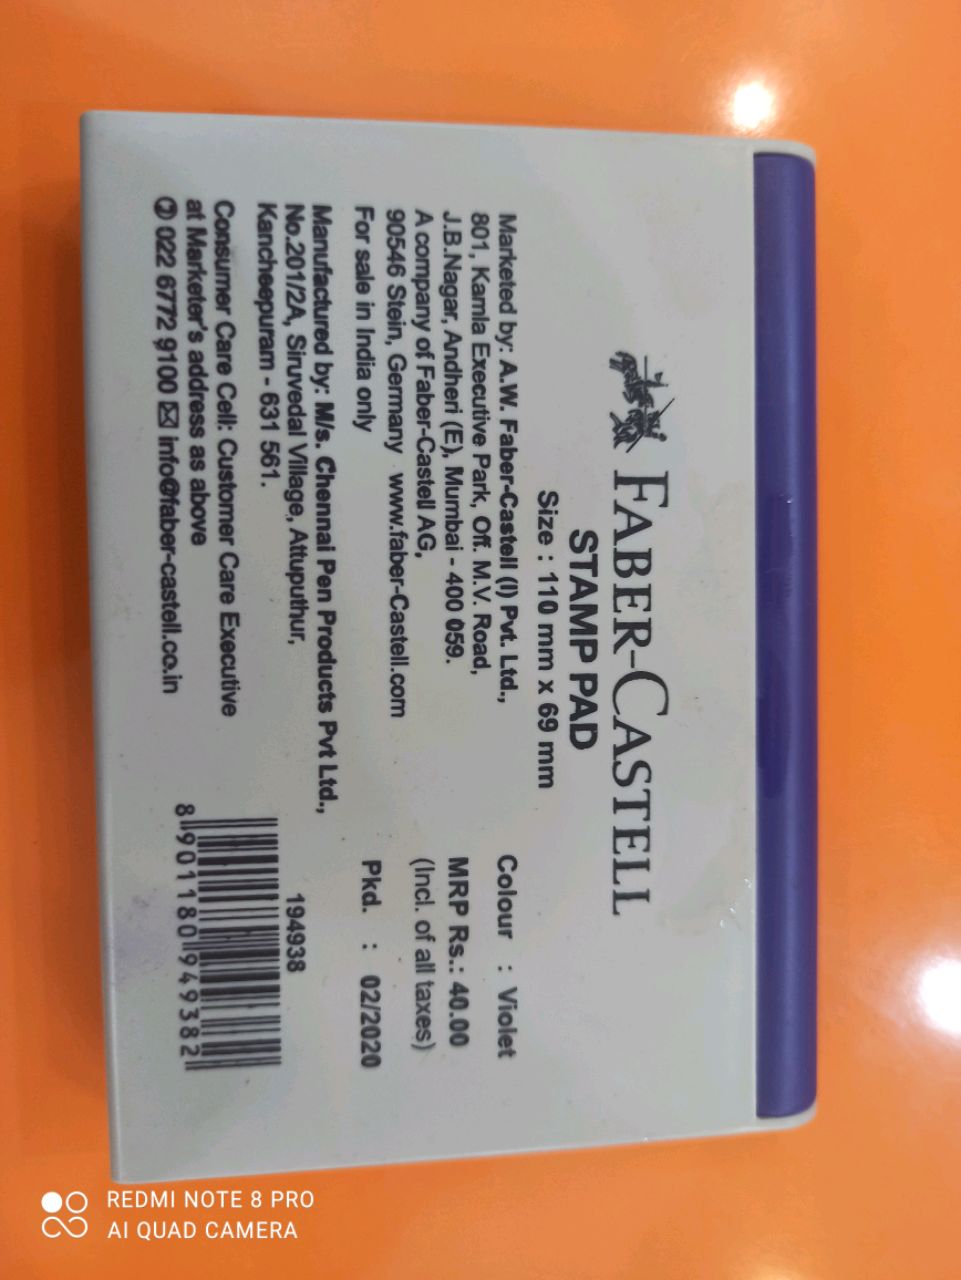 FABER-CASTELL
STAMP PAD
Size : 110 mm x 69 mm
Marketed by: A.W. Faber-Castell (I) Pvt. Ltd.,
801, Kamla Executive Park, Off. M.V. Road,
J.B.Nagar, Andheri (E), Mumbai - 400 059.
A company of Faber-Castell AG,
90546 Stein, Germany www.faber-Castell.com
For sale in India only
Manufactured by: M/s. Chennai Pen Products Pvt Ltd.,
No.201/2A, Siruvedal Village, Attuputhur,
Kancheepuram - 631 561.
Consumer Care Cell: Customer Care Executive
at Marketer's address as above
022 6772 9100 info@faber-castell.co.in
Colour : Violet
MRP Rs.: 40.00
(Incl. of all taxes)
Pkd. : 02/2020
194938
8 901180 949382
REDMI NOTE 8 PRO
AI QUAD CAMERA